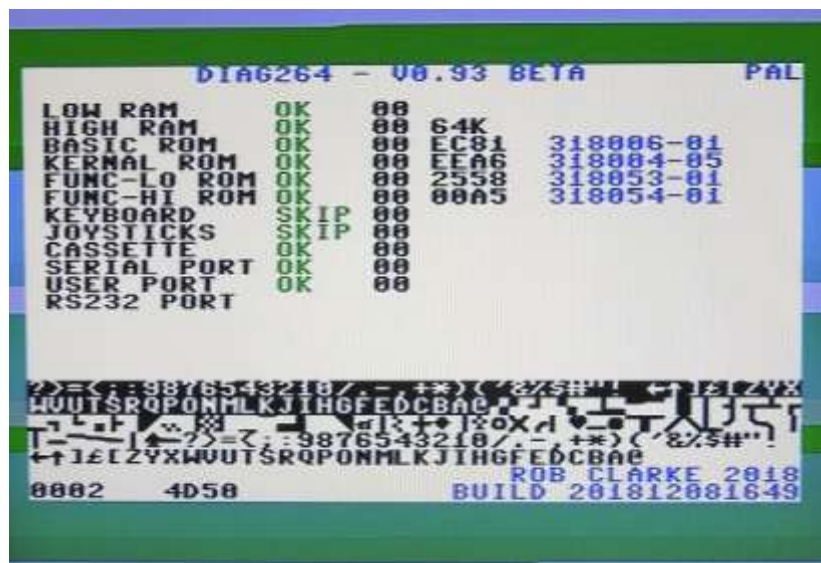 DIAG264 - V0.93 BETA PAL
LOW RAM OK 00
HIGH RAM OK 00 64K
BASIC ROM OK 00 EC81 318006-01
KERNAL ROM OK 00 EEA6 318004-05
FUNC-LO ROM OK 00 2558 318053-01
FUNC-HI ROM OK 00 00A5 318054-01
KEYBOARD SKIP 00
JOYSTICKS SKIP 00
CASSETTE OK 00
SERIAL PORT OK 00
USER PORT OK 00
RS232 PORT
?>=<;:9876543210/.-,+*)('&%$#"! ←↑]£[ZYX
WVUTSRQPONMLKJIHGFEDCBA@
?>=<;:9876543210/.-,+*)('&%$#"!
←↑]£[ZYXWVUTSRQPONMLKJIHGFEDCBA@
ROB CLARKE 2018
0002 4D50 BUILD 201812081649